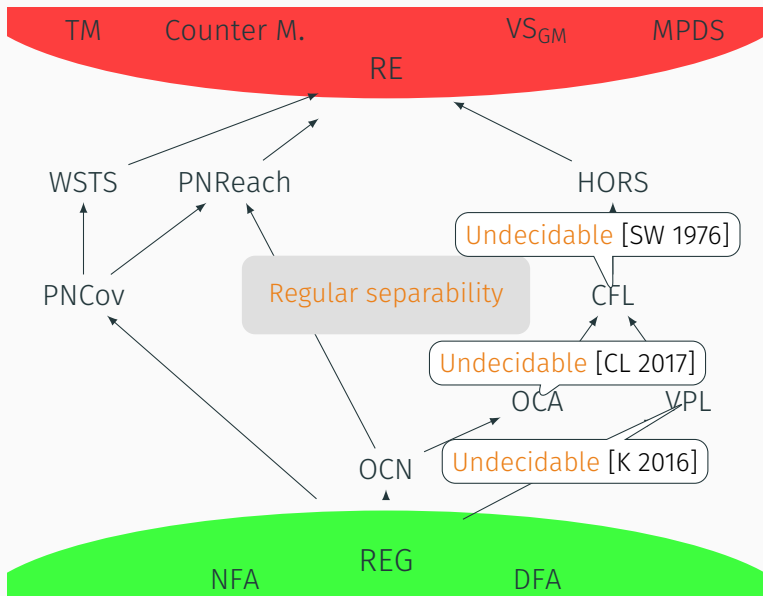 TM Counter M. VS_GM MPDS
RE
WSTS PNReach HORS
Undecidable [SW 1976]
PNCov Regular separability CFL
Undecidable [CL 2017]
OCA VPL
OCN Undecidable [K 2016]
REG
NFA DFA